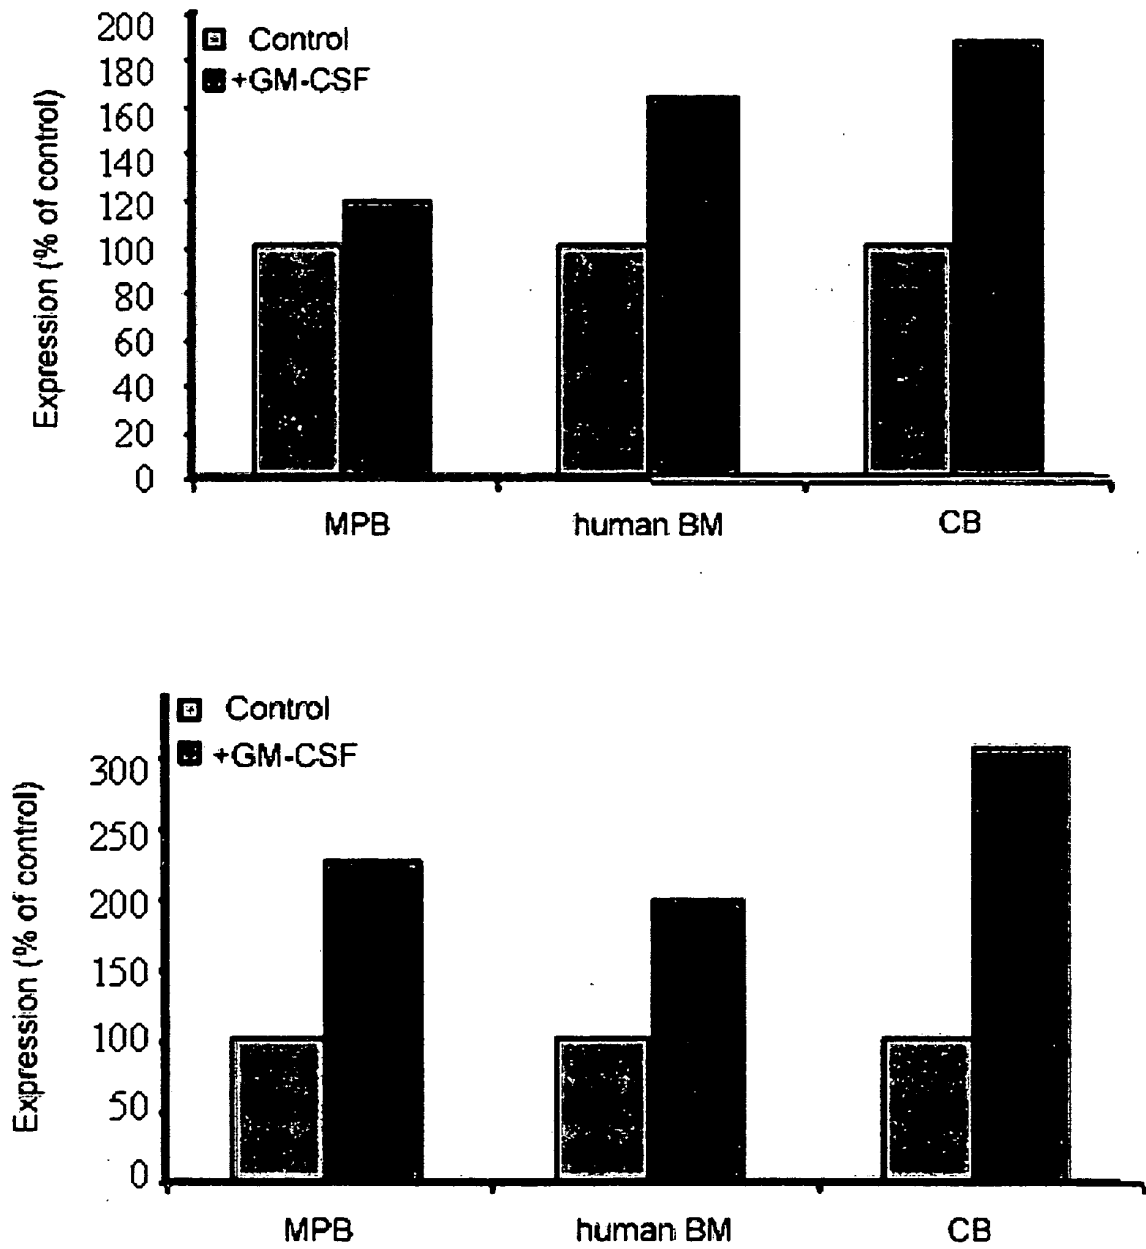 200
180
160
140
120
100
80
60
40
20
0
Expression (% of control)
Control
+GM-CSF
MPB human BM CB
300
250
200
150
100
50
0
Expression (% of control)
Control
+GM-CSF
MPB human BM CB